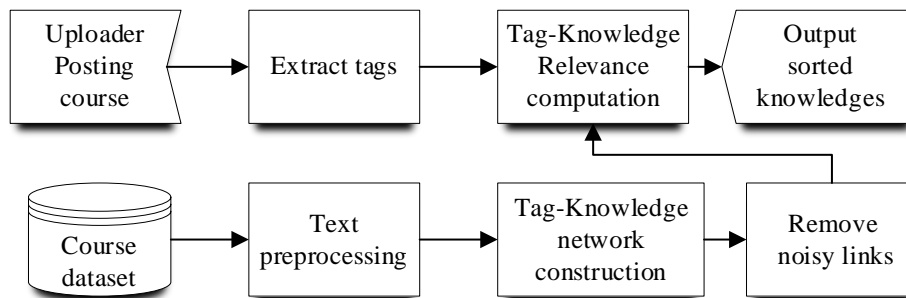 Uploader
Posting
course
Extract tags
Tag-Knowledge
Relevance
computation
Output
sorted
knowledges
Course
dataset
Text
preprocessing
Tag-Knowledge
network
construction
Remove
noisy links